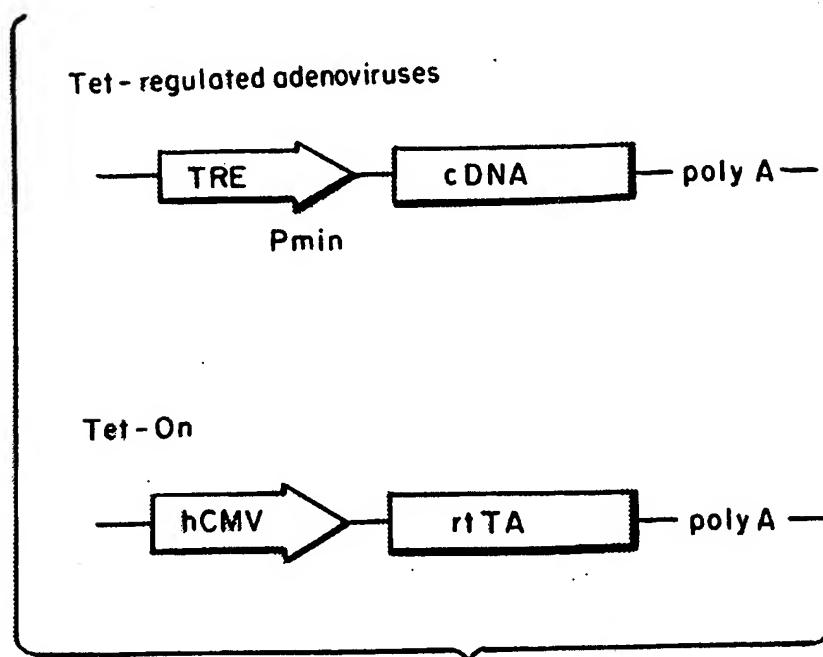 Tet-regulated adenoviruses
TRE cDNA poly A
Pmin
Tet-On
hCMV rtTA poly A